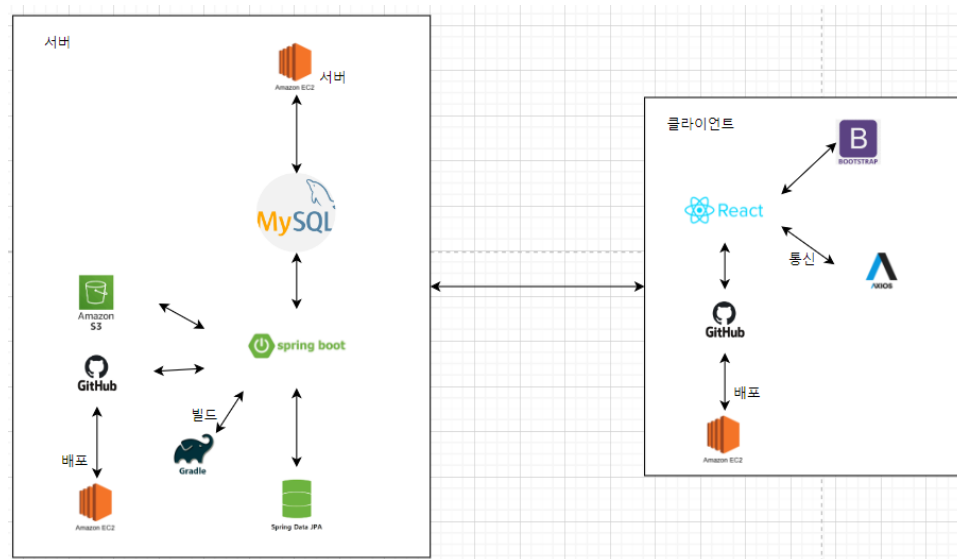 서버
Amazon EC2
서버
MySQL
Amazon
S3
spring boot
GitHub
빌드
Gradle
배포
Amazon EC2
Spring Data JPA
클라이언트
B
BOOTSTRAP
React
통신
AXIOS
GitHub
배포
Amazon EC2